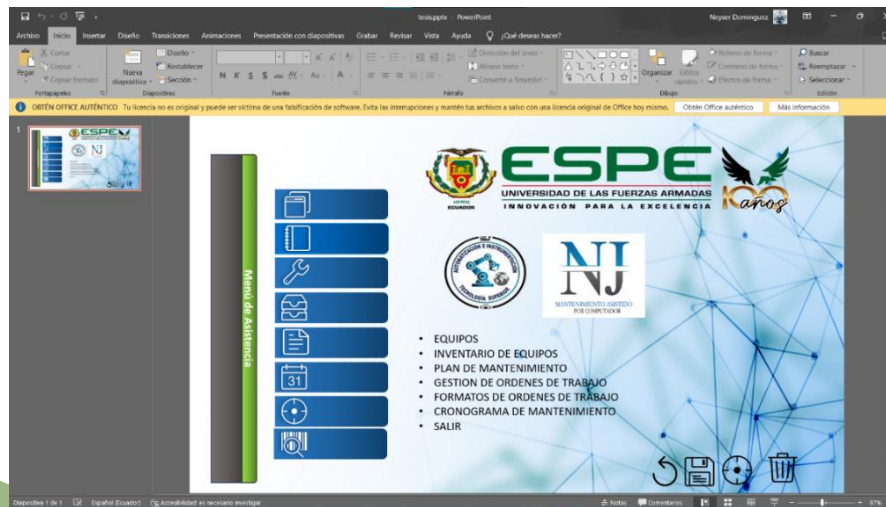 tesis.pptx - PowerPoint
Neyser Dominguez
Archivo Inicio Insertar Diseño Transiciones Animaciones Presentación con diapositivas Grabar Revisar Vista Ayuda ¿Qué deseas hacer?
Pegar
Cortar
Copiar
Copiar formato
Portapapeles
Nueva diapositiva
Diseño
Restablecer
Sección
Diapositivas
N K S S
Aa
A
Fuente
Dirección del texto
Alinear texto
Convertir a SmartArt
Párrafo
Organizar
Estilos rápidos
Relleno de forma
Contorno de forma
Efectos de forma
Dibujo
Buscar
Reemplazar
Seleccionar
Edición
OBTÉN OFFICE AUTÉNTICO Tu licencia no es original y puede ser víctima de una falsificación de software. Evita las interrupciones y mantén tus archivos a salvo con una licencia original de Office hoy mismo. Obtén Office auténtico Más información
1
Menú de Asistencia
31
ESPE
UNIVERSIDAD DE LAS FUERZAS ARMADAS
INNOVACIÓN PARA LA EXCELENCIA
ECUADOR
100 años
AUTOMATIZACIÓN E INSTRUMENTACIÓN
TECNOLOGÍA SUPERIOR
NJ
MANTENIMIENTO ASISTIDO
POR COMPUTADOR
• EQUIPOS
• INVENTARIO DE EQUIPOS
• PLAN DE MANTENIMIENTO
• GESTION DE ORDENES DE TRABAJO
• FORMATOS DE ORDENES DE TRABAJO
• CRONOGRAMA DE MANTENIMIENTO
• SALIR
Diapositiva 1 de 1 Español (Ecuador) Accesibilidad: es necesario investigar Notas Comentarios 87%